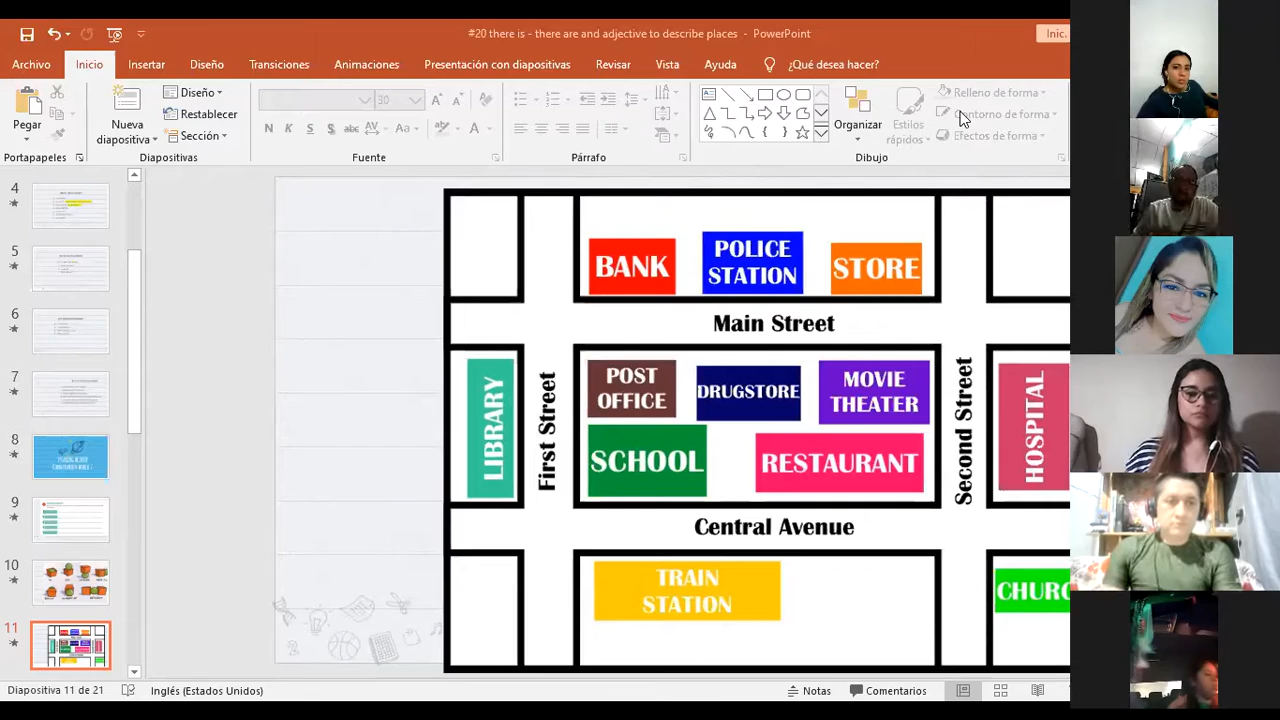 #20 there is - there are and adjective to describe places - PowerPoint
Inic.
Archivo Inicio Insertar Diseño Transiciones Animaciones Presentación con diapositivas Revisar Vista Ayuda ¿Qué desea hacer?
Pegar
Nueva diapositiva
Diseño
Restablecer
Sección
30
N K S abc AV Aa
Organizar
Estilos rápidos
Relleno de forma
Contorno de forma
Efectos de forma
Portapapeles Diapositivas Fuente Párrafo Dibujo
4
5
6
7
8
9
10
11
BANK
POLICE
STATION
STORE
Main Street
LIBRARY
First Street
POST
OFFICE
DRUGSTORE
MOVIE
THEATER
SCHOOL
RESTAURANT
Second Street
HOSPITAL
Central Avenue
TRAIN
STATION
CHURC
Diapositiva 11 de 21 Inglés (Estados Unidos) Notas Comentarios